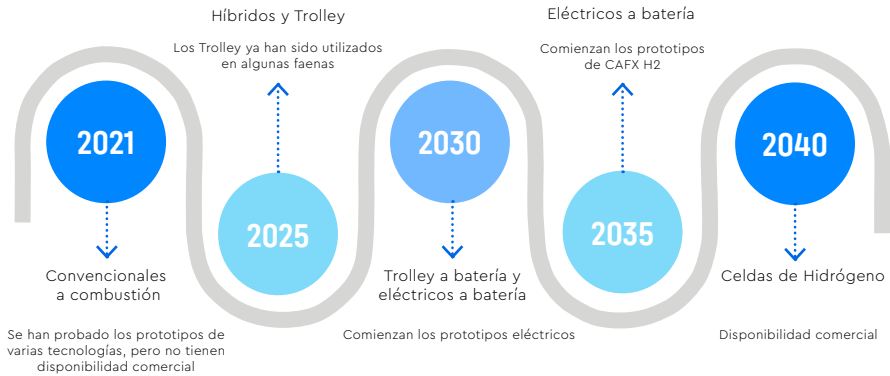 Híbridos y Trolley
Los Trolley ya han sido utilizados
en algunas faenas
Eléctricos a batería
Comienzan los prototipos
de CAFX H2
2021
2025
2030
2035
2040
Convencionales
a combustión
Se han probado los prototipos de
varias tecnologías, pero no tienen
disponibilidad comercial
Trolley a batería y
eléctricos a batería
Comienzan los prototipos eléctricos
Celdas de Hidrógeno
Disponibilidad comercial